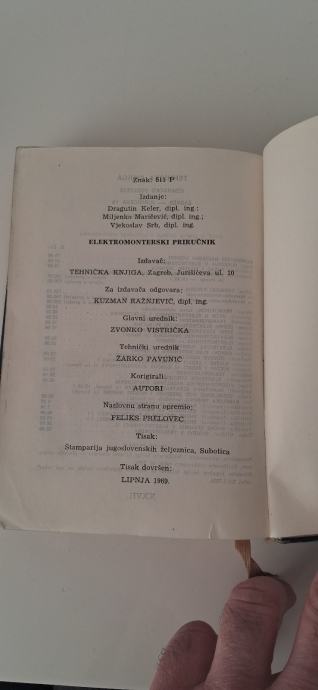 Znak: 513 P
Izdanje:
Dragutin Keler, dipl. ing.;
Miljenko Maričević, dipl. ing.;
Vjekoslav Srb, dipl. ing.
ELEKTROMONTERSKI PRIRUČNIK
Izdavač:
TEHNIČKA KNJIGA, Zagreb, Jurišićeva ul. 10
Za izdavača odgovara:
KUZMAN RAŽNJEVIĆ, dipl. ing.
Glavni urednik:
ZVONKO VISTRIČKA
Tehnički urednik
ŽARKO PAVUNIĆ
Korigirali:
AUTORI
Naslovnu stranu opremio:
FELIKS PRELOVEC
Tisak:
Štamparija jugoslovenskih železnica, Subotica
Tisak dovršen:
LIPNJA 1969.